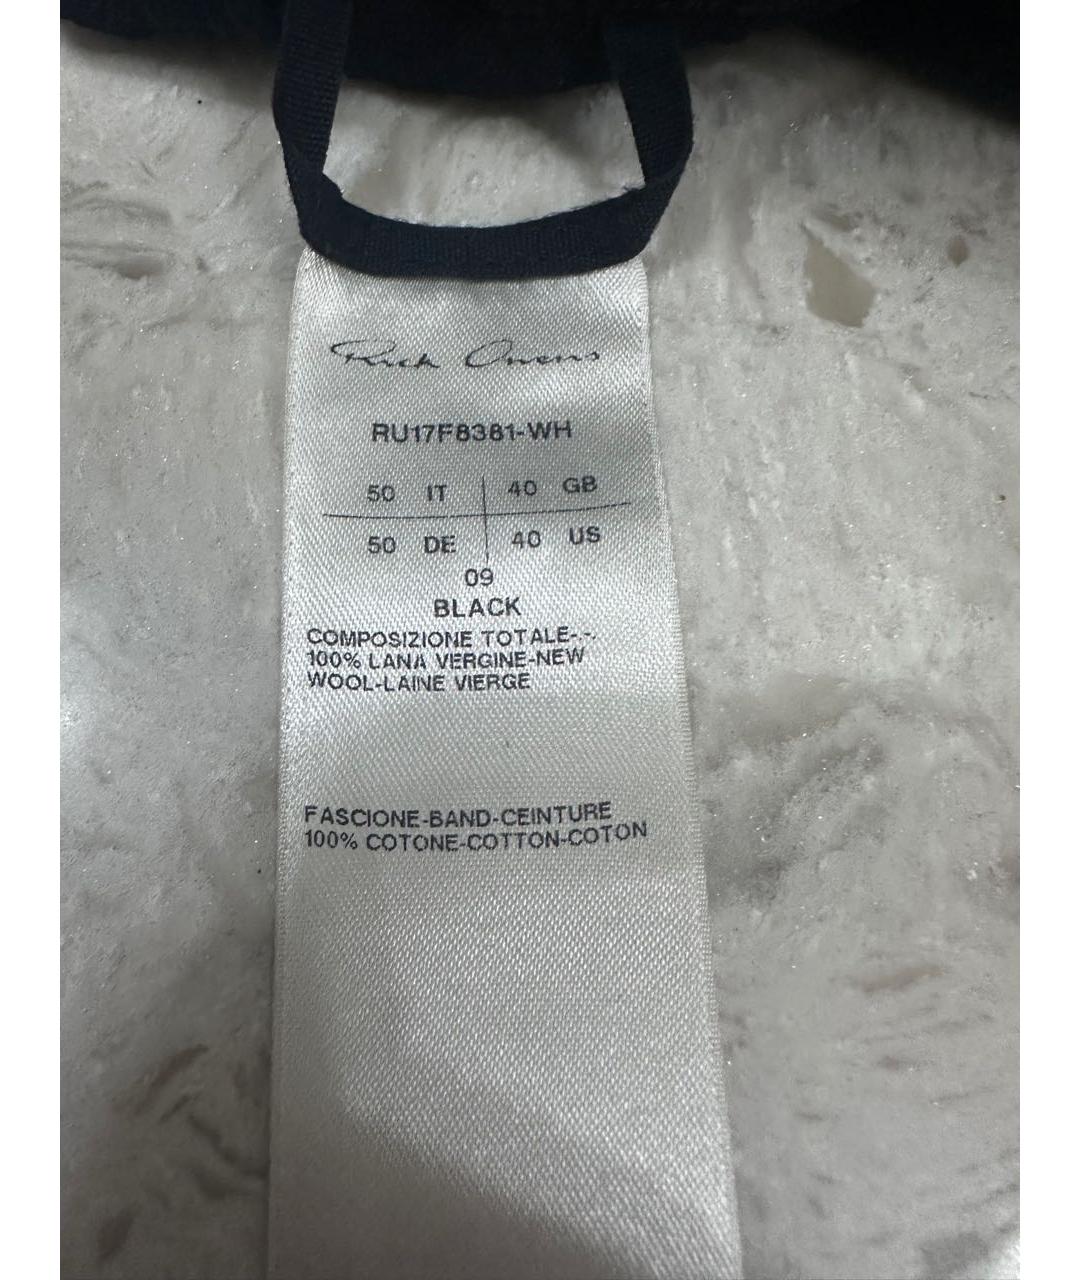 Rick Owens
RU17F8381-WH
50 IT 40 GB
50 DE 40 US
09
BLACK
COMPOSIZIONE TOTALE- -.
100% LANA VERGINE-NEW
WOOL-LAINE VIERGE
FASCIONE-BAND-CEINTURE
100% COTONE-COTTON-COTON